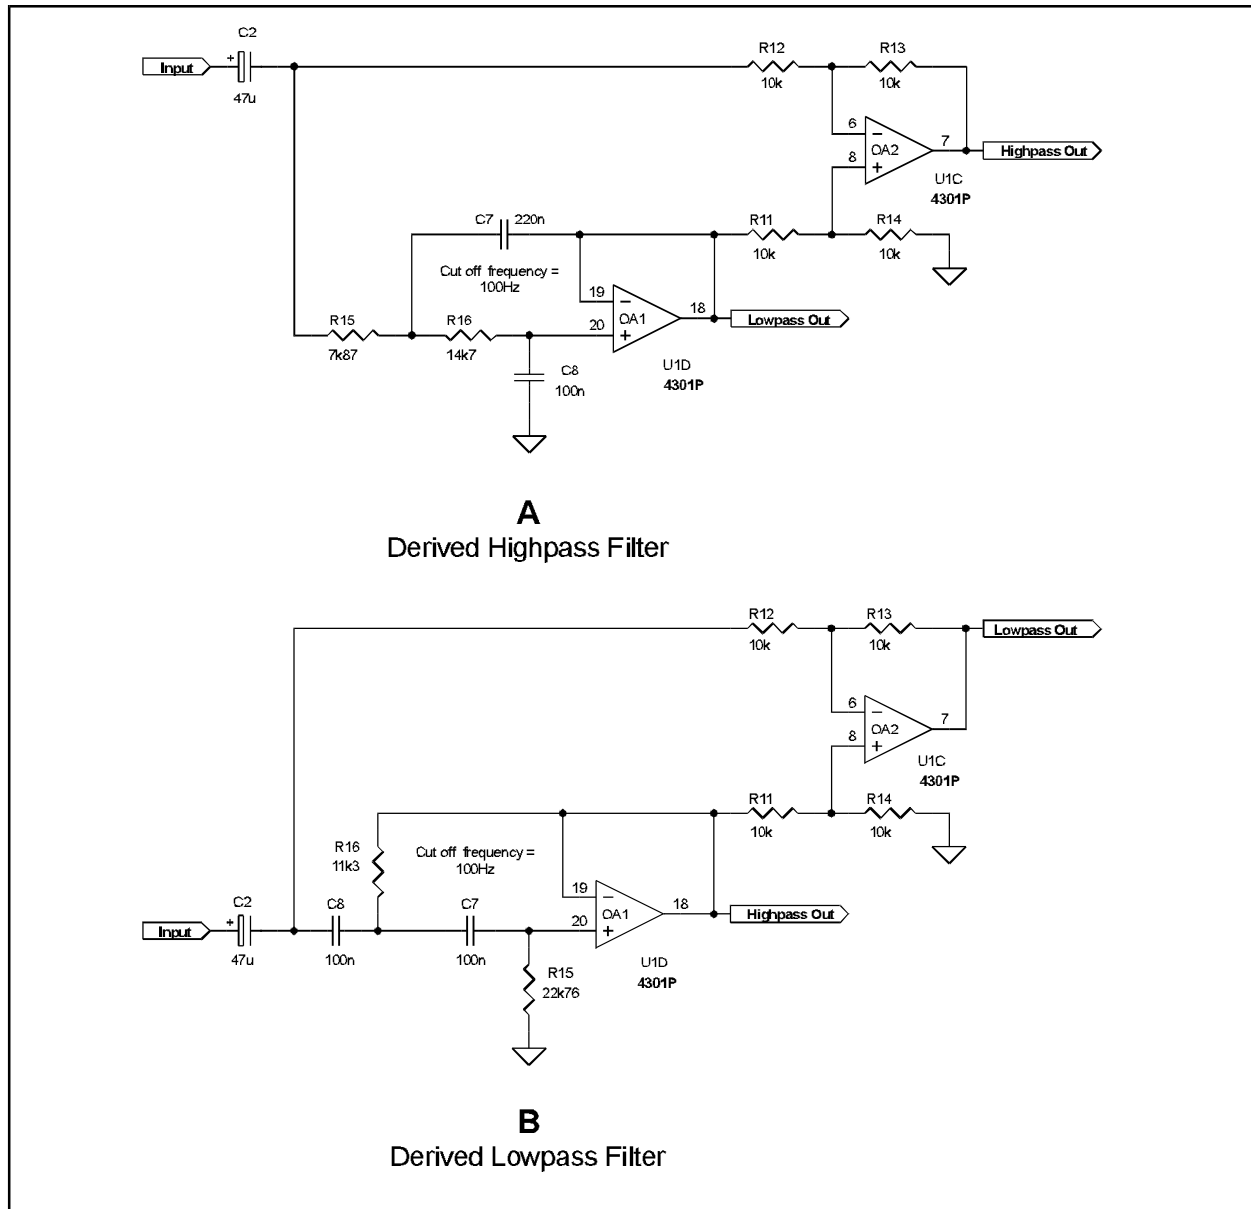 C2
Input
+
47u
R12
10k
R13
10k
6
−
OA2
7
8
+
Highpass Out
U1C
4301P
C7
220n
R11
10k
R14
10k
Cut off frequency =
100Hz
19
−
OA1
18
20
+
Lowpass Out
R15
7k87
R16
14k7
U1D
4301P
C8
100n
A
Derived Highpass Filter
R12
10k
R13
10k
Lowpass Out
6
−
OA2
7
8
+
U1C
4301P
R11
10k
R14
10k
R16
11k3
Cut off frequency =
100Hz
19
−
OA1
18
20
+
Highpass Out
Input
+
C2
47u
C8
100n
C7
100n
R15
22k76
U1D
4301P
B
Derived Lowpass Filter